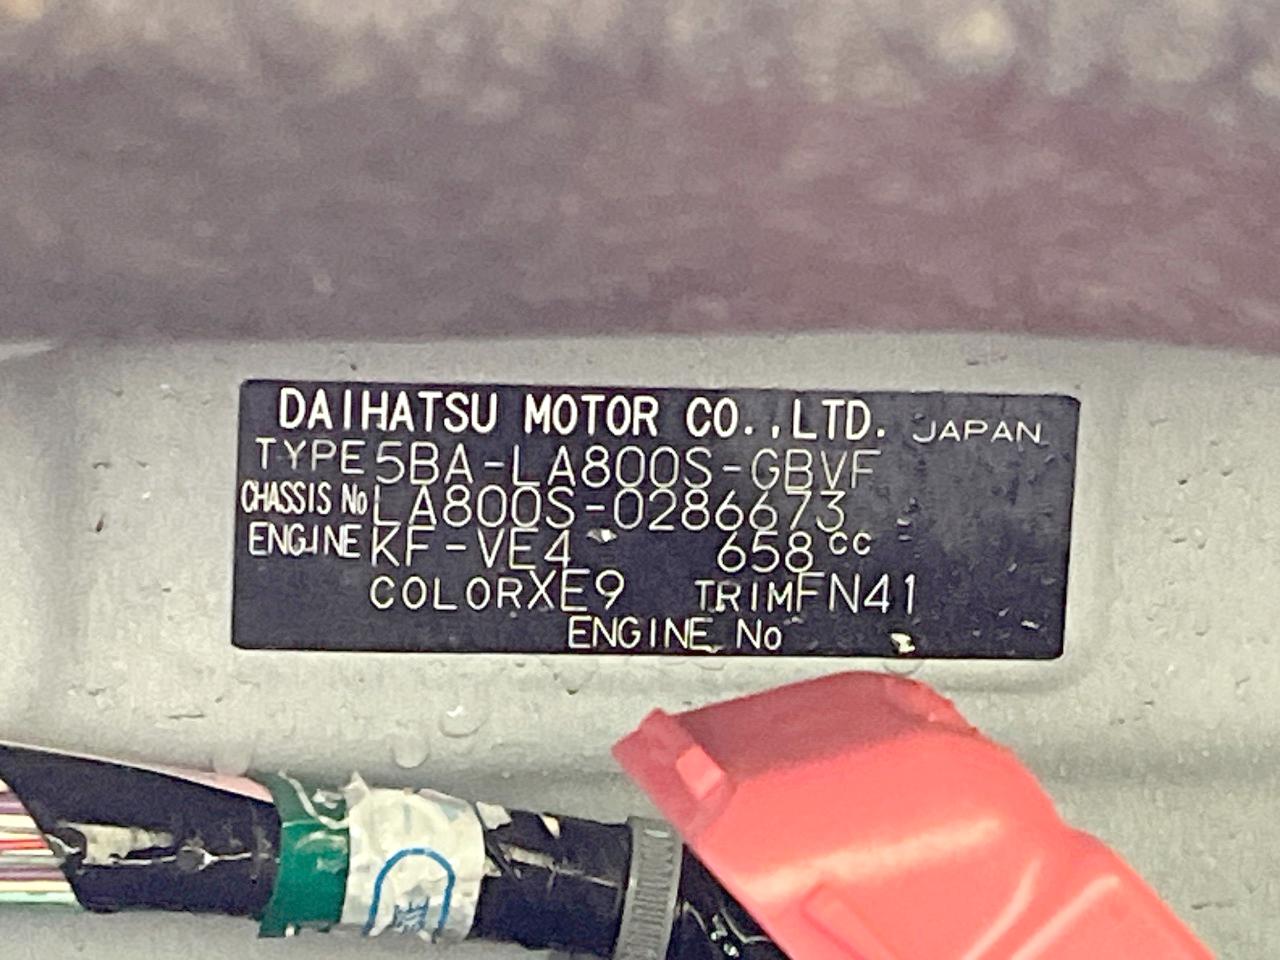 DAIHATSU MOTOR CO.,LTD. JAPAN
TYPE 5BA-LA800S-GBVF
CHASSIS No LA800S-0286673
ENGINE KF-VE4 658cc
COLOR XE9 TRIM FN41
ENGINE No